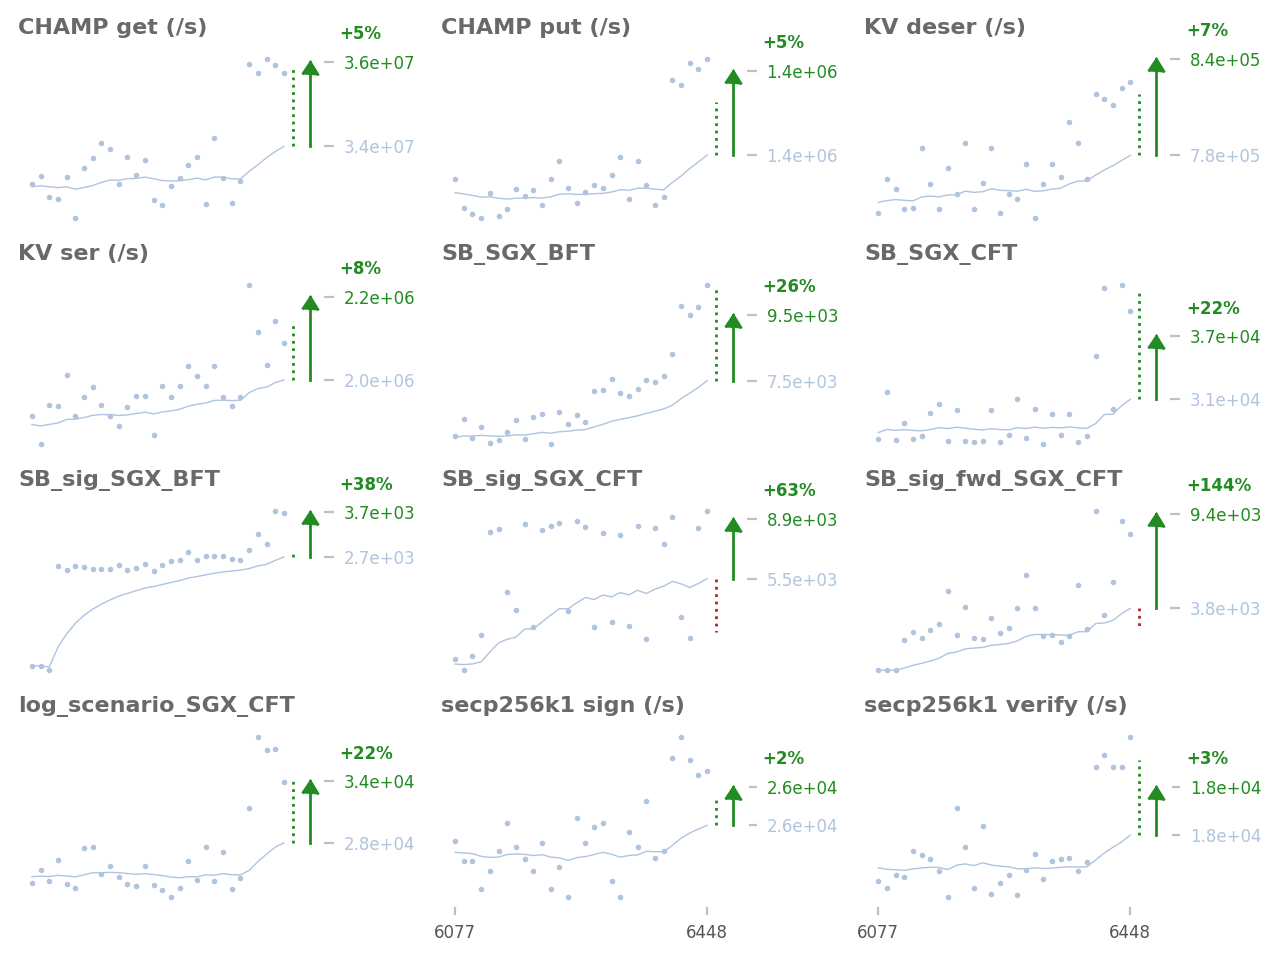 CHAMP get (/s)
+5%
3.6e+07
3.4e+07
CHAMP put (/s)
+5%
1.4e+06
1.4e+06
KV deser (/s)
+7%
8.4e+05
7.8e+05
KV ser (/s)
+8%
2.2e+06
2.0e+06
SB_SGX_BFT
+26%
9.5e+03
7.5e+03
SB_SGX_CFT
+22%
3.7e+04
3.1e+04
SB_sig_SGX_BFT
+38%
3.7e+03
2.7e+03
SB_sig_SGX_CFT
+63%
8.9e+03
5.5e+03
SB_sig_fwd_SGX_CFT
+144%
9.4e+03
3.8e+03
log_scenario_SGX_CFT
+22%
3.4e+04
2.8e+04
secp256k1 sign (/s)
+2%
2.6e+04
2.6e+04
6077 6448
secp256k1 verify (/s)
+3%
1.8e+04
1.8e+04
6077 6448